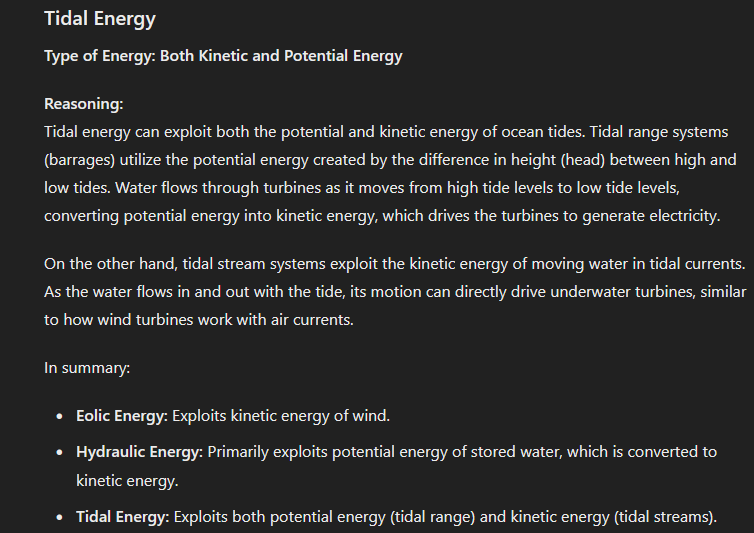 Tidal Energy
Type of Energy: Both Kinetic and Potential Energy
Reasoning:
Tidal energy can exploit both the potential and kinetic energy of ocean tides. Tidal range systems
(barrages) utilize the potential energy created by the difference in height (head) between high and
low tides. Water flows through turbines as it moves from high tide levels to low tide levels,
converting potential energy into kinetic energy, which drives the turbines to generate electricity.
On the other hand, tidal stream systems exploit the kinetic energy of moving water in tidal currents.
As the water flows in and out with the tide, its motion can directly drive underwater turbines, similar
to how wind turbines work with air currents.
In summary:
• Eolic Energy: Exploits kinetic energy of wind.
• Hydraulic Energy: Primarily exploits potential energy of stored water, which is converted to
kinetic energy.
• Tidal Energy: Exploits both potential energy (tidal range) and kinetic energy (tidal streams).